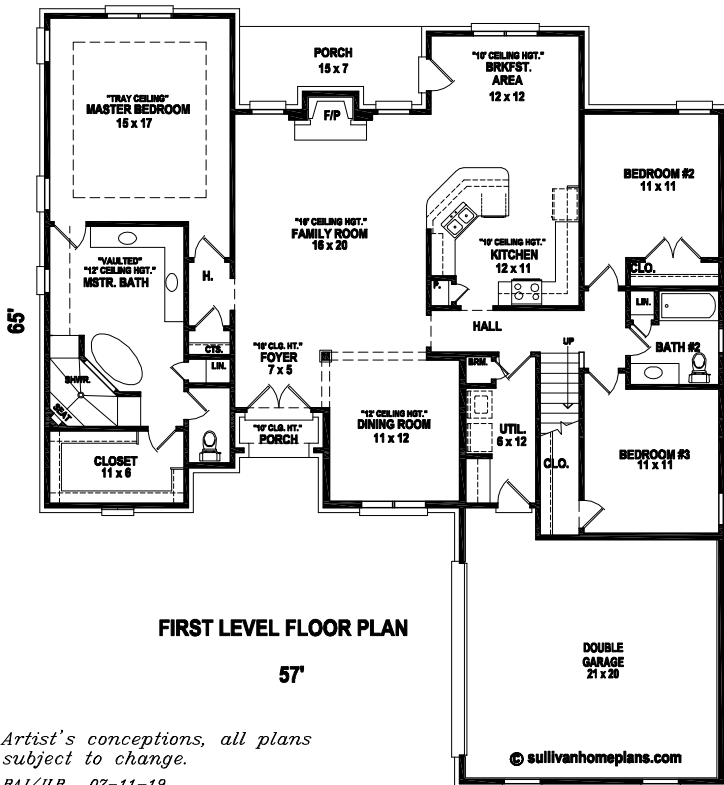 PORCH
15 x 7
"10' CEILING HGT."
BRKFST.
AREA
12 x 12
"TRAY CEILING"
MASTER BEDROOM
15 x 17
F/P
BEDROOM #2
11 x 11
"16' CEILING HGT."
FAMILY ROOM
16 x 20
"10' CEILING HGT."
KITCHEN
12 x 11
"VAULTED"
"12' CEILING HGT."
MSTR. BATH
H.
CLO.
P.
LIN.
65'
HALL
CTS.
"16' CLG. HT."
FOYER
7 x 5
UP
BATH #2
LIN.
BRM.
SHWR.
SEAT
"12' CEILING HGT."
DINING ROOM
11 x 12
"10' CLG. HT."
PORCH
UTIL.
6 x 12
CLO.
BEDROOM #3
11 x 11
CLOSET
11 x 6
FIRST LEVEL FLOOR PLAN
57'
DOUBLE
GARAGE
21 x 20
Artist's conceptions, all plans
subject to change.
© sullivanhomeplans.com
07-11-19